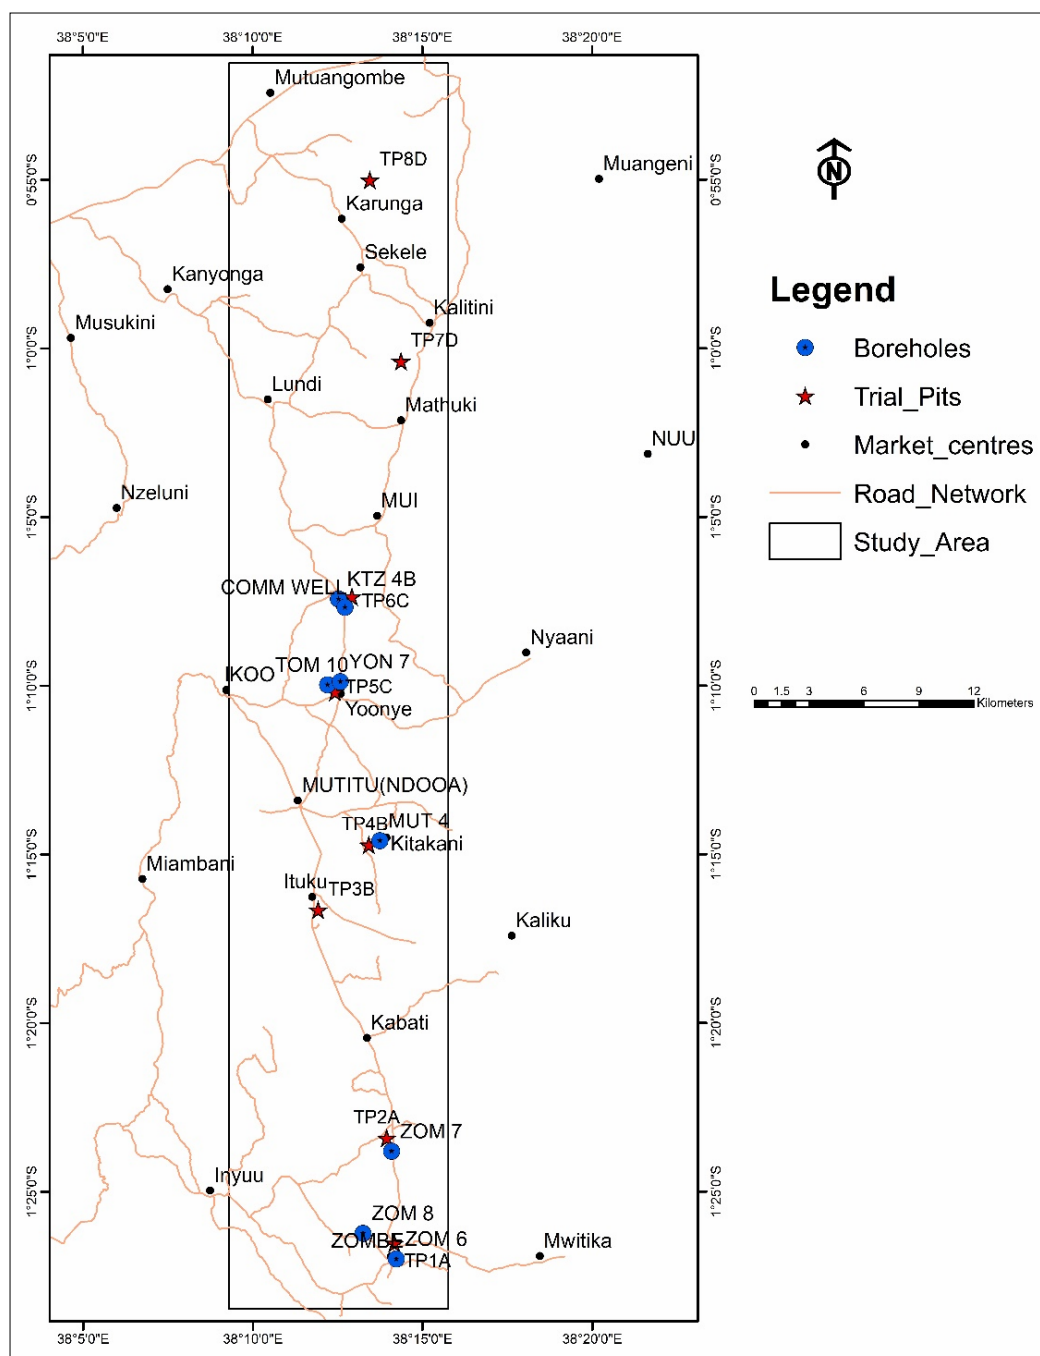 38°5'0"E 38°10'0"E 38°15'0"E 38°20'0"E
Mutuangombe
TP8D
Muangeni
0°55'0"S 0°55'0"S
Karunga
Sekele
Kanyonga
Legend
Kalitini
Musukini
TP7D
1°0'0"S 1°0'0"S
Boreholes
Lundi
Trial_Pits
Mathuki
NUU
Market_centres
Nzeluni
MUI
Road_Network
1°5'0"S 1°5'0"S
Study_Area
COMM WELL KTZ 4B
TP6C
Nyaani
IKOO TOM 10 YON 7
1°10'0"S 1°10'0"S
TP5C
Yoonye
0 1.5 3 6 9 12
Kilometers
MUTITU(NDOOA)
TP4B MUT 4
Kitakani
1°15'0"S 1°15'0"S
Miambani
Ituku TP3B
Kaliku
1°20'0"S 1°20'0"S
Kabati
TP2A ZOM 7
Inyuu
1°25'0"S 1°25'0"S
ZOM 8
ZOMBE ZOM 6
Mwitika
TP1A
38°5'0"E 38°10'0"E 38°15'0"E 38°20'0"E
N